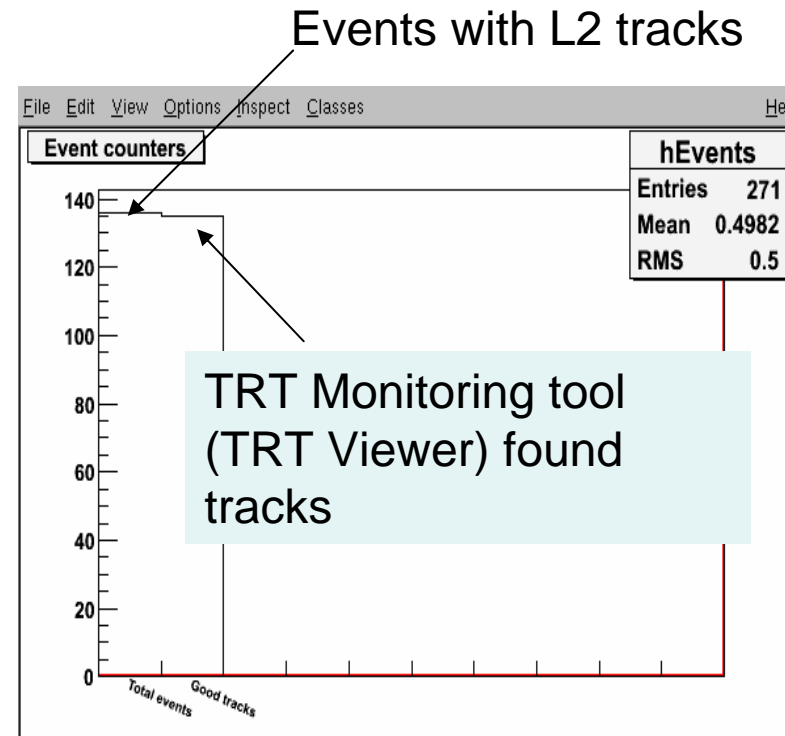 Events with L2 tracks
File Edit View Options Inspect Classes
Event counters
hEvents
Entries 271
Mean 0.4982
RMS 0.5
140
120
100
80
60
40
20
0
TRT Monitoring tool
(TRT Viewer) found
tracks
Total events
Good tracks